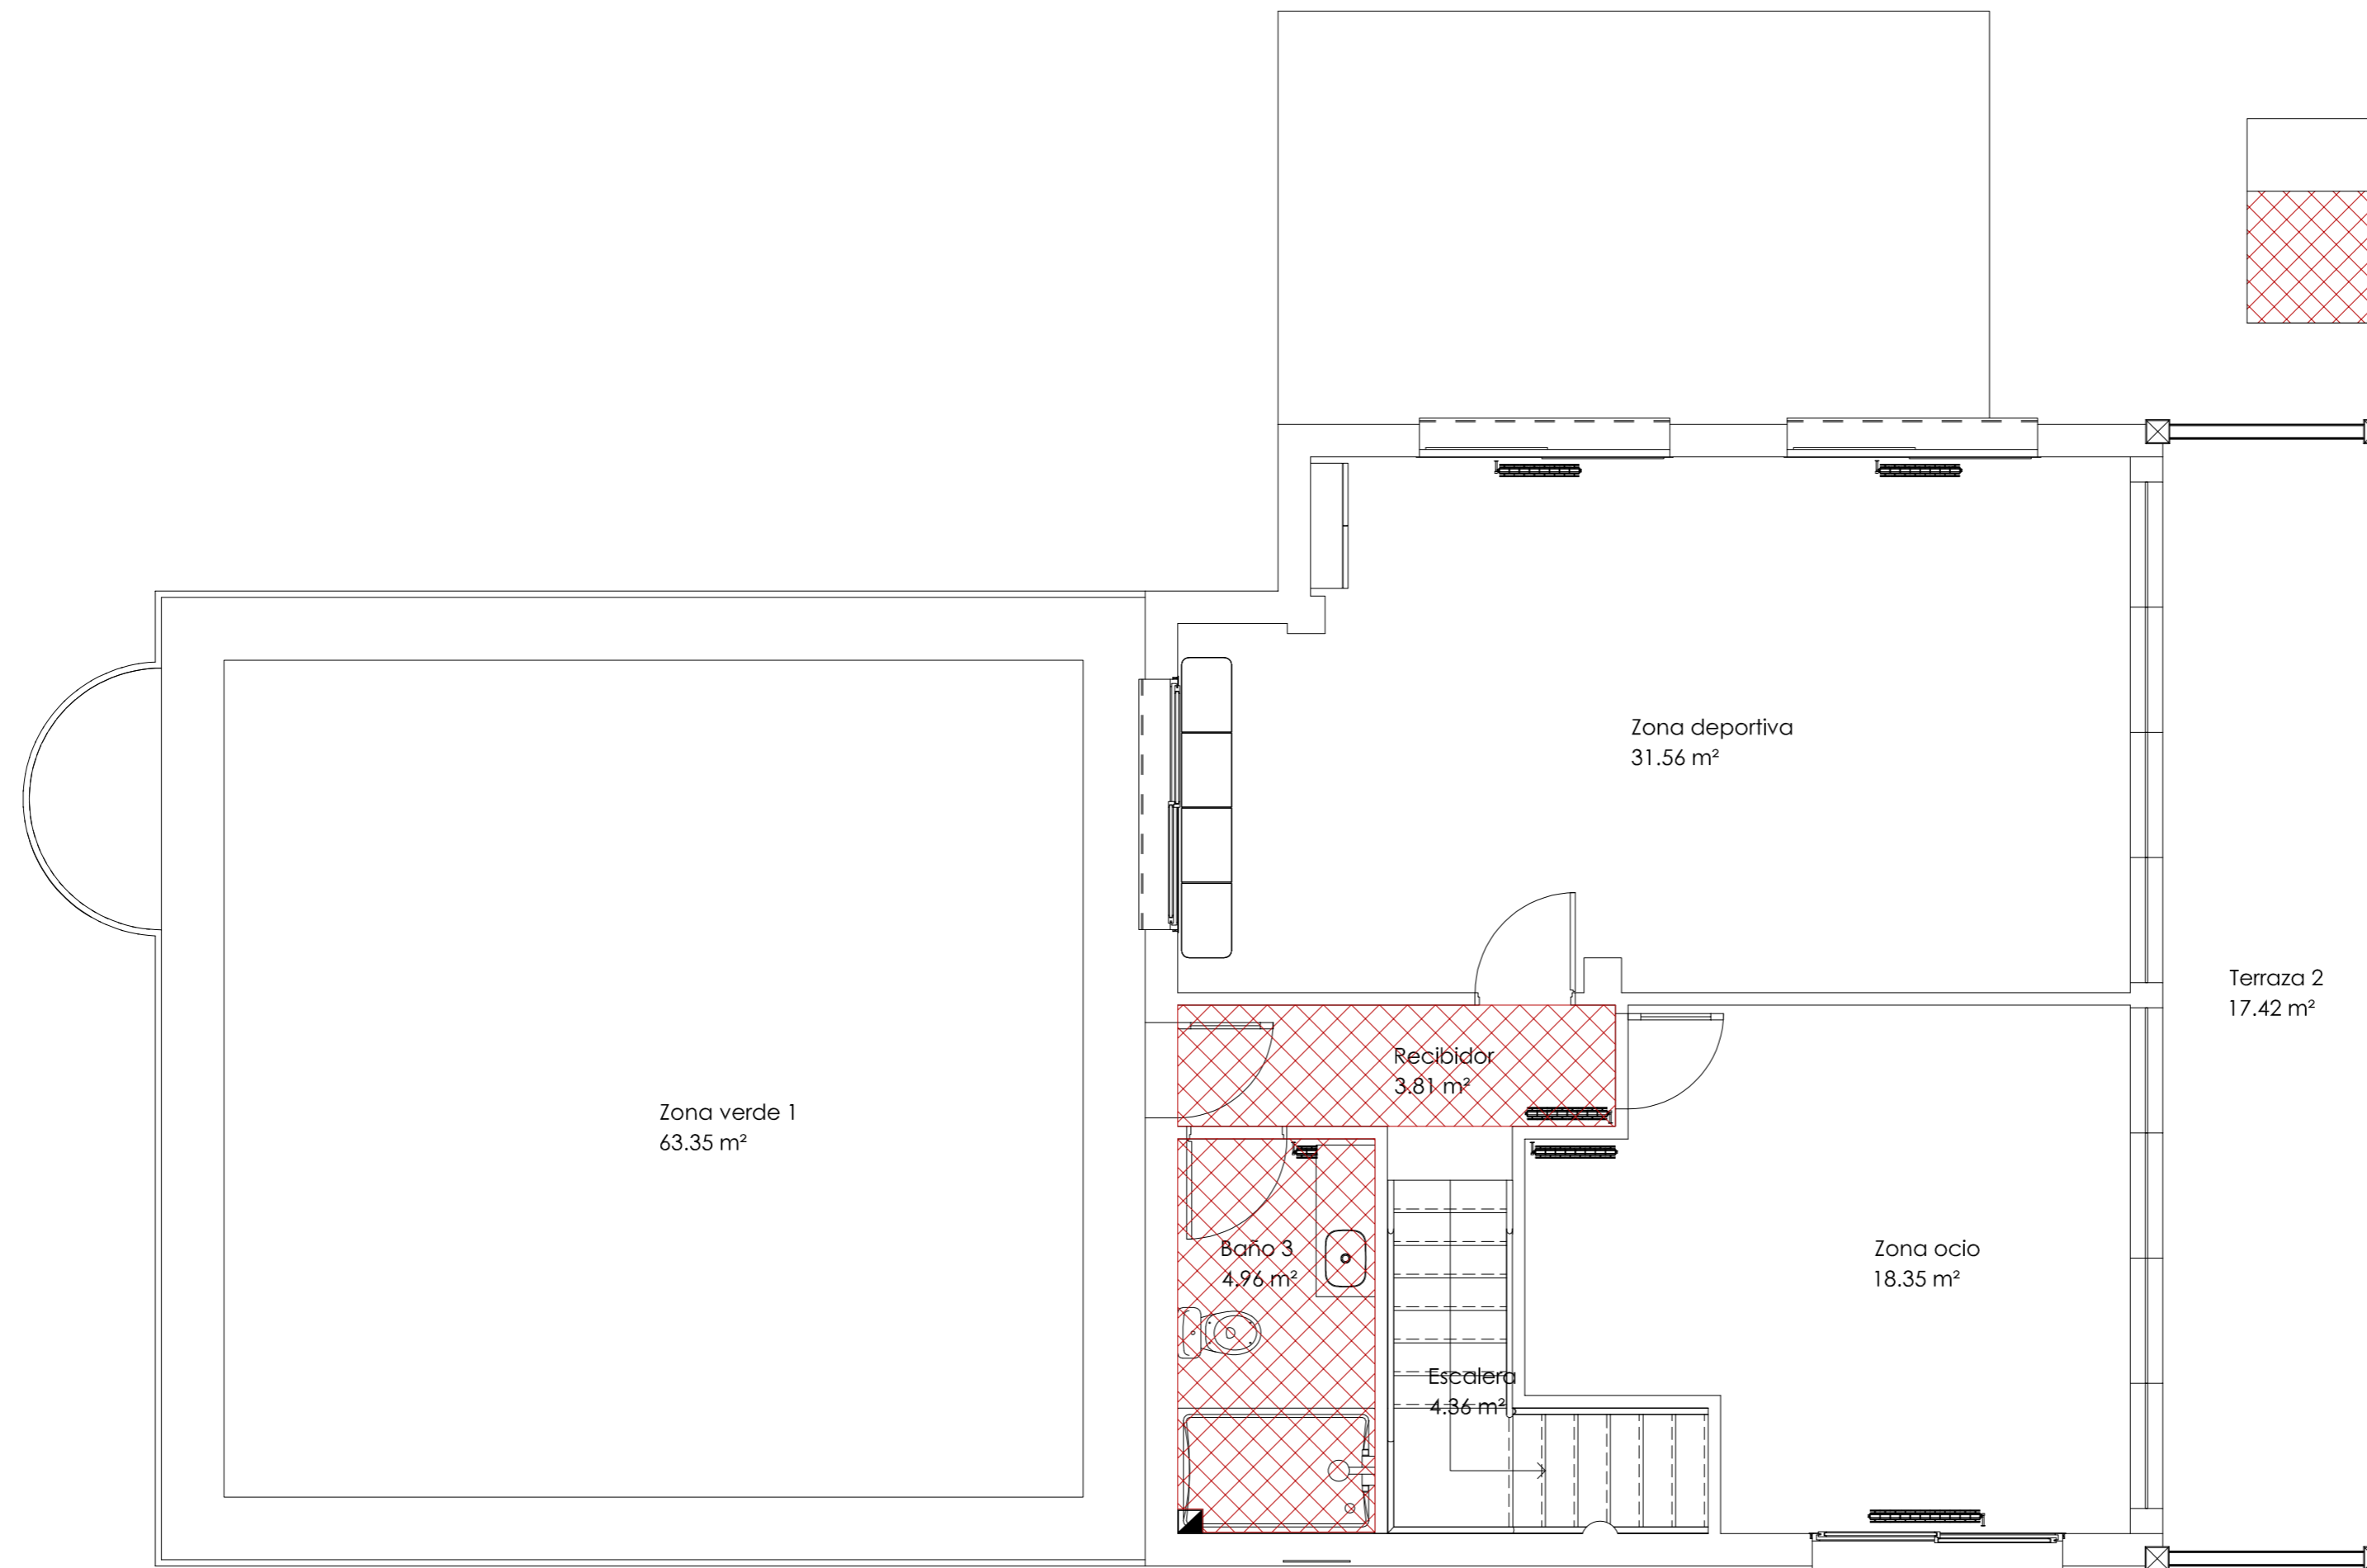 Zona deportiva
31.56 m²
Terraza 2
17.42 m²
Recibidor
3.81 m²
Zona verde 1
63.35 m²
Baño 3
4.96 m²
Zona ocio
18.35 m²
Escalera
4.36 m²